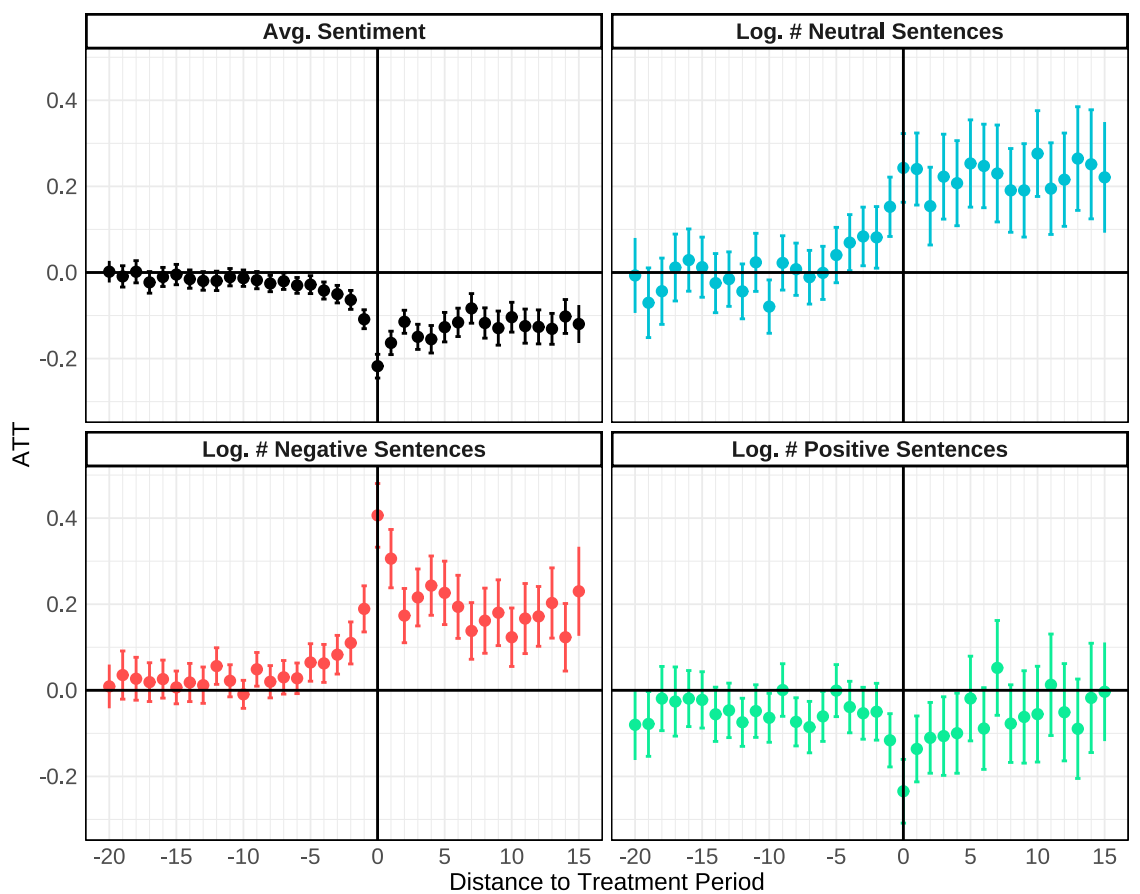 Avg. Sentiment
Log. # Neutral Sentences
0.4
0.2
0.0
-0.2
ATT
Log. # Negative Sentences
Log. # Positive Sentences
0.4
0.2
0.0
-0.2
-20 -15 -10 -5 0 5 10 15
-20 -15 -10 -5 0 5 10 15
Distance to Treatment Period